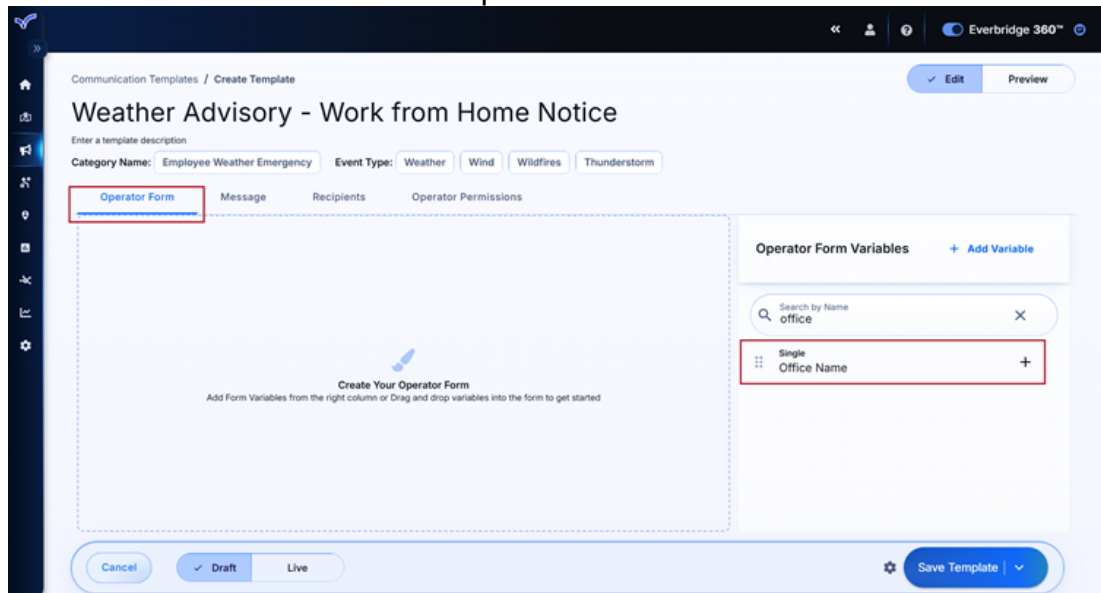 Everbridge 360™
Communication Templates / Create Template
Edit Preview
Weather Advisory - Work from Home Notice
Enter a template description
Category Name: Employee Weather Emergency Event Type: Weather Wind Wildfires Thunderstorm
Operator Form Message Recipients Operator Permissions
Operator Form Variables + Add Variable
Search by Name
office
Single
Office Name
Create Your Operator Form
Add Form Variables from the right column or Drag and drop variables into the form to get started
Cancel Draft Live Save Template